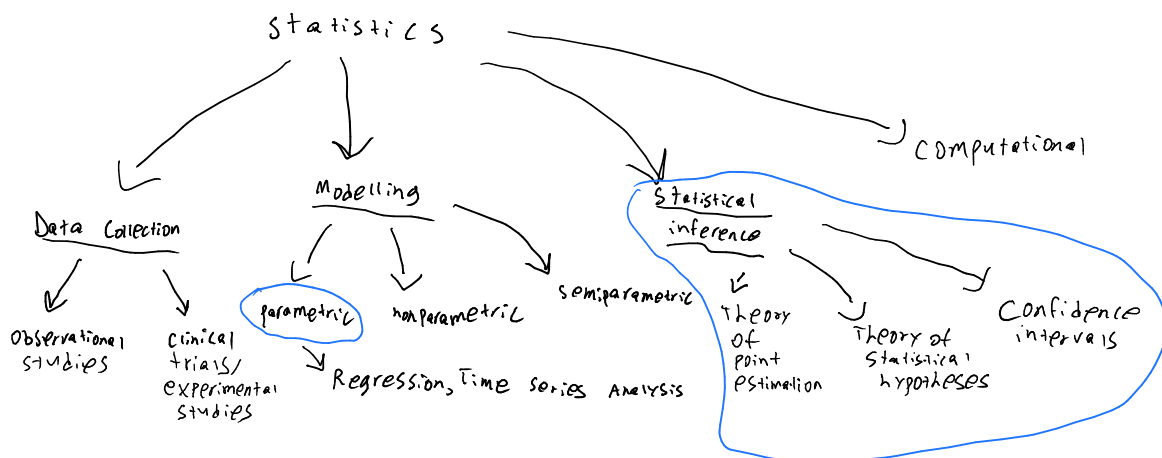 Statistics
Computational
Modelling
Statistical
inference
Data Collection
semiparametric
parametric
nonparametric
Observational
studies
clinical
trials/
experimental
studies
Regression, Time series Analysis
Theory
of
point
estimation
Theory of
statistical
hypotheses
Confidence
intervals